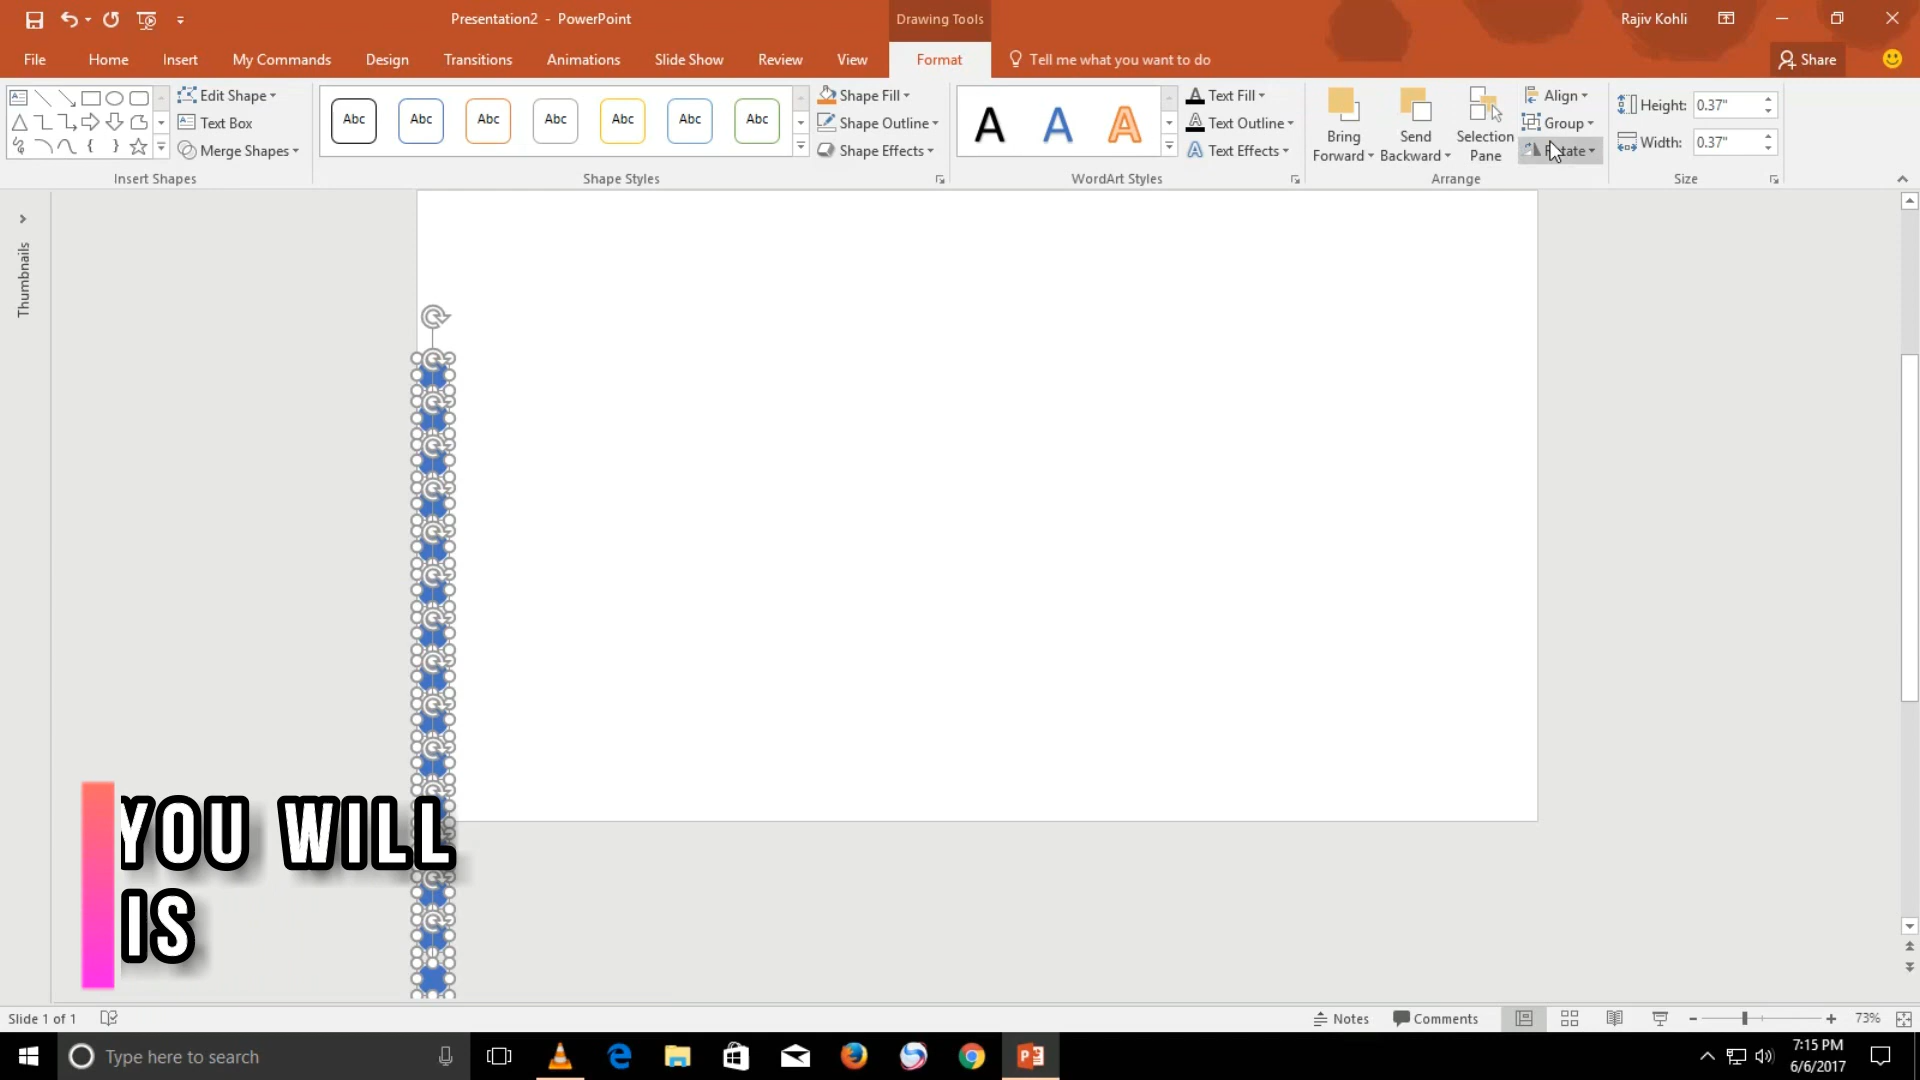 Presentation2 - PowerPoint
Drawing Tools
Rajiv Kohli
File
Home
Insert
My Commands
Design
Transitions
Animations
Slide Show
Review
View
Format
Tell me what you want to do
Share
Edit Shape
Text Box
Merge Shapes
Insert Shapes
Abc
Abc
Abc
Abc
Abc
Abc
Abc
Shape Fill
Shape Outline
Shape Effects
Shape Styles
A
A
A
Text Fill
Text Outline
Text Effects
WordArt Styles
Bring
Forward
Send
Backward
Selection
Pane
Align
Group
Arrange
Height: 0.37"
Width: 0.37"
Size
Thumbnails
YOU WILL
IS
Slide 1 of 1
Notes
Comments
73%
Type here to search
7:15 PM
6/6/2017